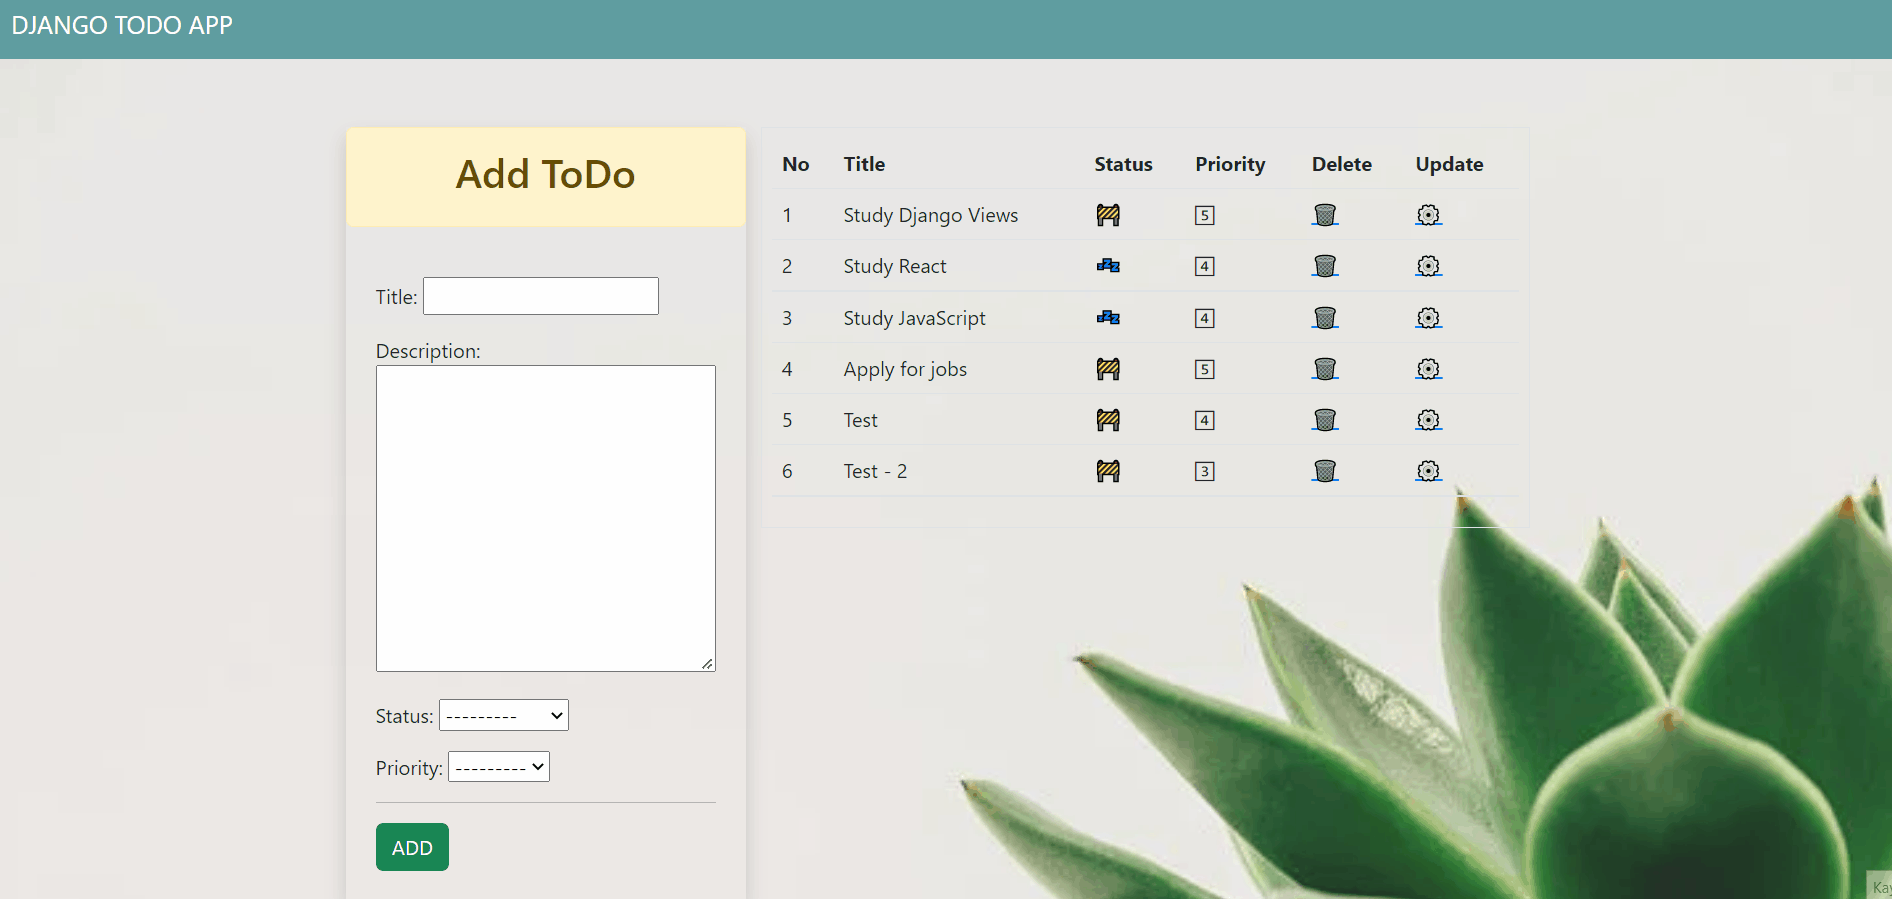 DJANGO TODO APP
Add ToDo
Title:
Description:
Status: ---------
Priority: ---------
ADD
No Title Status Priority Delete Update
1 Study Django Views 5
2 Study React 4
3 Study JavaScript 4
4 Apply for jobs 5
5 Test 4
6 Test - 2 3